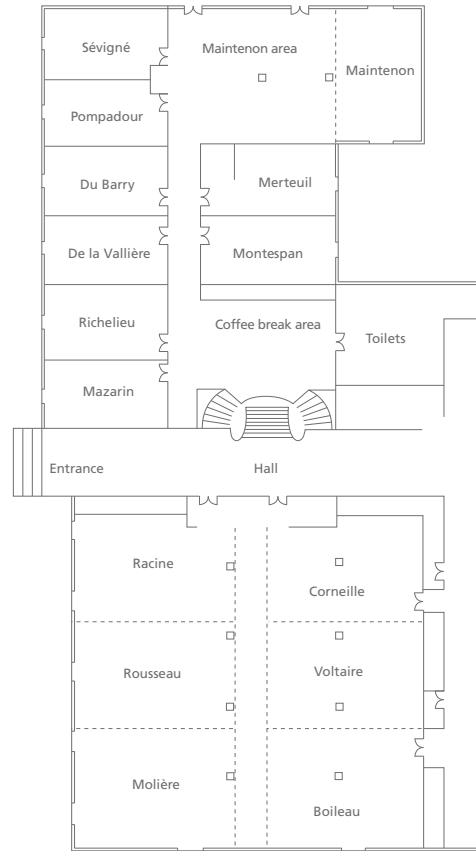 Sévigné
Maintenon area
Maintenon
Pompadour
Du Barry
Merteuil
De la Vallière
Montespan
Richelieu
Coffee break area
Toilets
Mazarin
Entrance
Hall
Racine
Corneille
Rousseau
Voltaire
Molière
Boileau